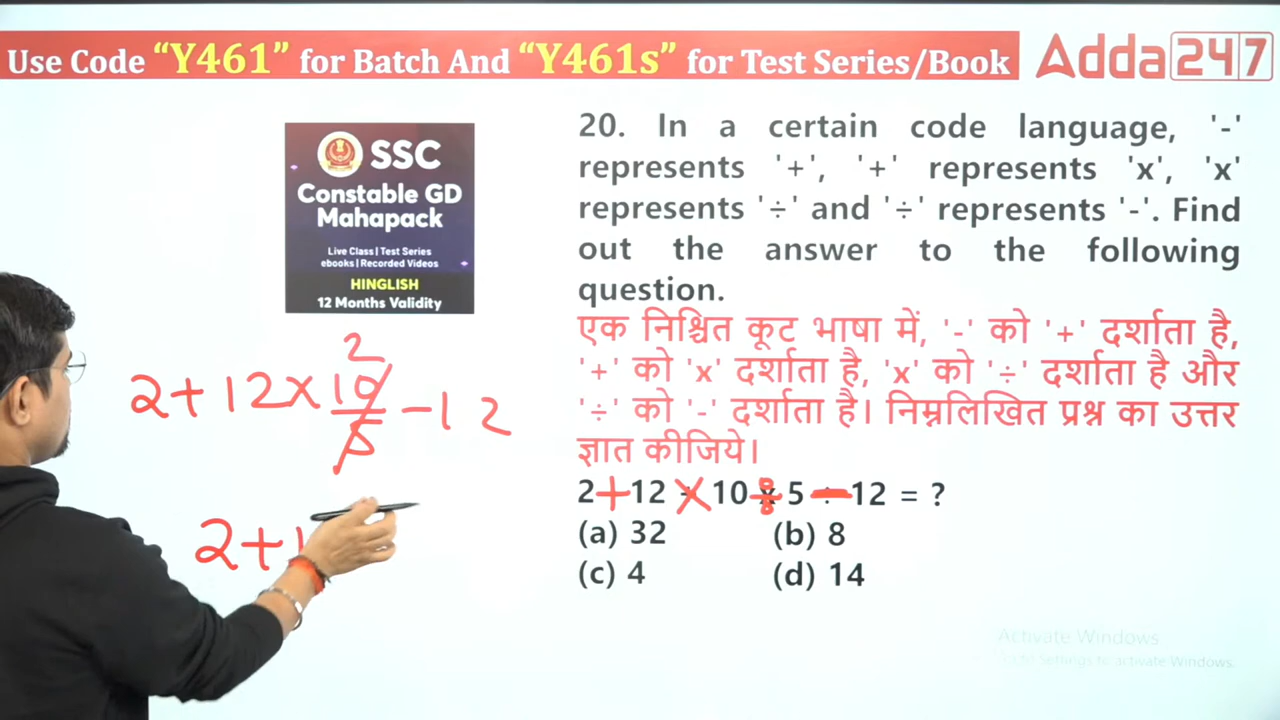 Use Code “Y461” for Batch And “Y461s” for Test Series/Book
Adda247
SSC
Constable GD
Mahapack
Live Class | Test Series
ebooks | Recorded Videos
HINGLISH
12 Months Validity
20. In a certain code language, '-'
represents '+', '+' represents 'x', 'x'
represents '÷' and '÷' represents '-'. Find
out the answer to the following
question.
एक निश्चित कूट भाषा में, '-' को '+' दर्शाता है,
'+' को 'x' दर्शाता है, 'x' को '÷' दर्शाता है और
'÷' को '-' दर्शाता है। निम्नलिखित प्रश्न का उत्तर
ज्ञात कीजिये।
2 + 12 × 10 ÷ 5 − 12 = ?
(a) 32 (b) 8
(c) 4 (d) 14
2
2+12×10/5-12
2+1
Activate Windows